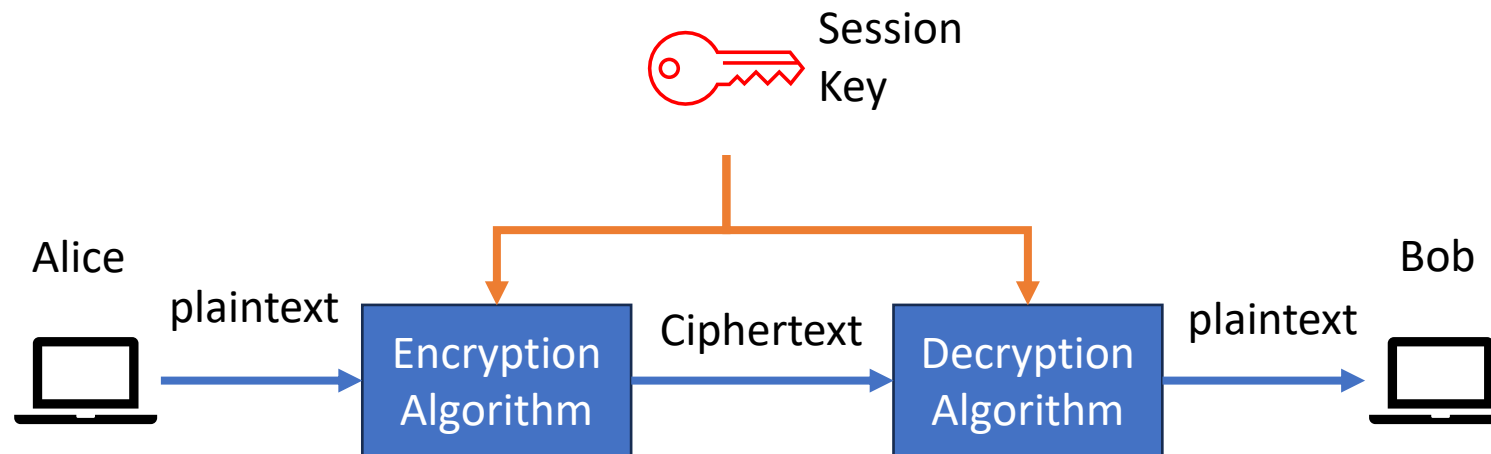 Session
Key
Alice
Bob
plaintext
Ciphertext
plaintext
Encryption
Algorithm
Decryption
Algorithm